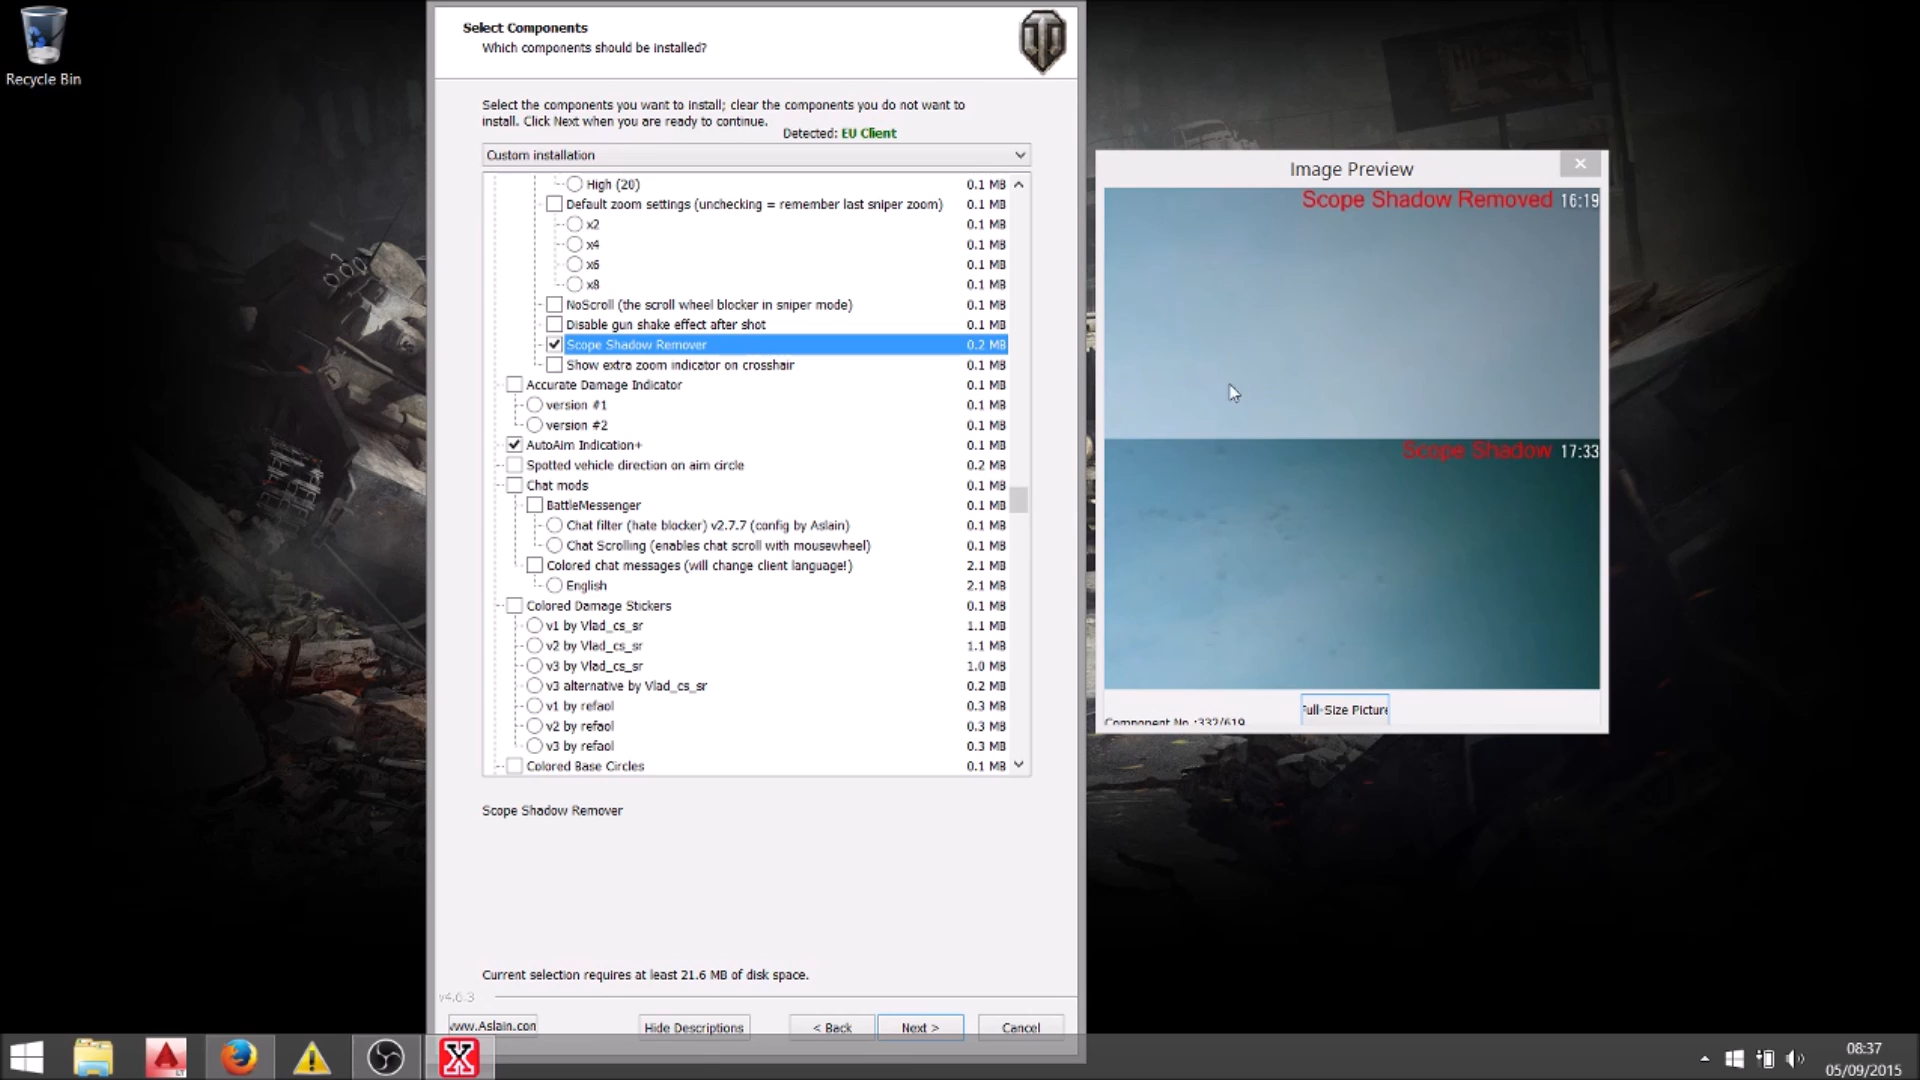 Recycle Bin
Select Components
Which components should be installed?
Select the components you want to install; clear the components you do not want to
install. Click Next when you are ready to continue.
Detected: EU Client
Custom installation
High (20) 0.1 MB
Default zoom settings (unchecking = remember last sniper zoom) 0.1 MB
x2 0.1 MB
x4 0.1 MB
x6 0.1 MB
x8 0.1 MB
NoScroll (the scroll wheel blocker in sniper mode) 0.1 MB
Disable gun shake effect after shot 0.1 MB
Scope Shadow Remover 0.2 MB
Show extra zoom indicator on crosshair 0.1 MB
Accurate Damage Indicator 0.1 MB
version #1 0.1 MB
version #2 0.1 MB
AutoAim Indication+ 0.1 MB
Spotted vehicle direction on aim circle 0.2 MB
Chat mods 0.1 MB
BattleMessenger 0.1 MB
Chat filter (hate blocker) v2.7.7 (config by Aslain) 0.1 MB
Chat Scrolling (enables chat scroll with mousewheel) 0.1 MB
Colored chat messages (will change client language!) 2.1 MB
English 2.1 MB
Colored Damage Stickers 0.1 MB
v1 by Vlad_cs_sr 1.1 MB
v2 by Vlad_cs_sr 1.1 MB
v3 by Vlad_cs_sr 1.0 MB
v3 alternative by Vlad_cs_sr 0.2 MB
v1 by refaol 0.3 MB
v2 by refaol 0.3 MB
v3 by refaol 0.3 MB
Colored Base Circles 0.1 MB
Scope Shadow Remover
Current selection requires at least 21.6 MB of disk space.
v4.6.3
www.Aslain.con
Hide Descriptions
< Back
Next >
Cancel
Image Preview
Scope Shadow Removed 16:19
Scope Shadow 17:33
Full-Size Picture
Component No.:332/619
08:37
05/09/2015